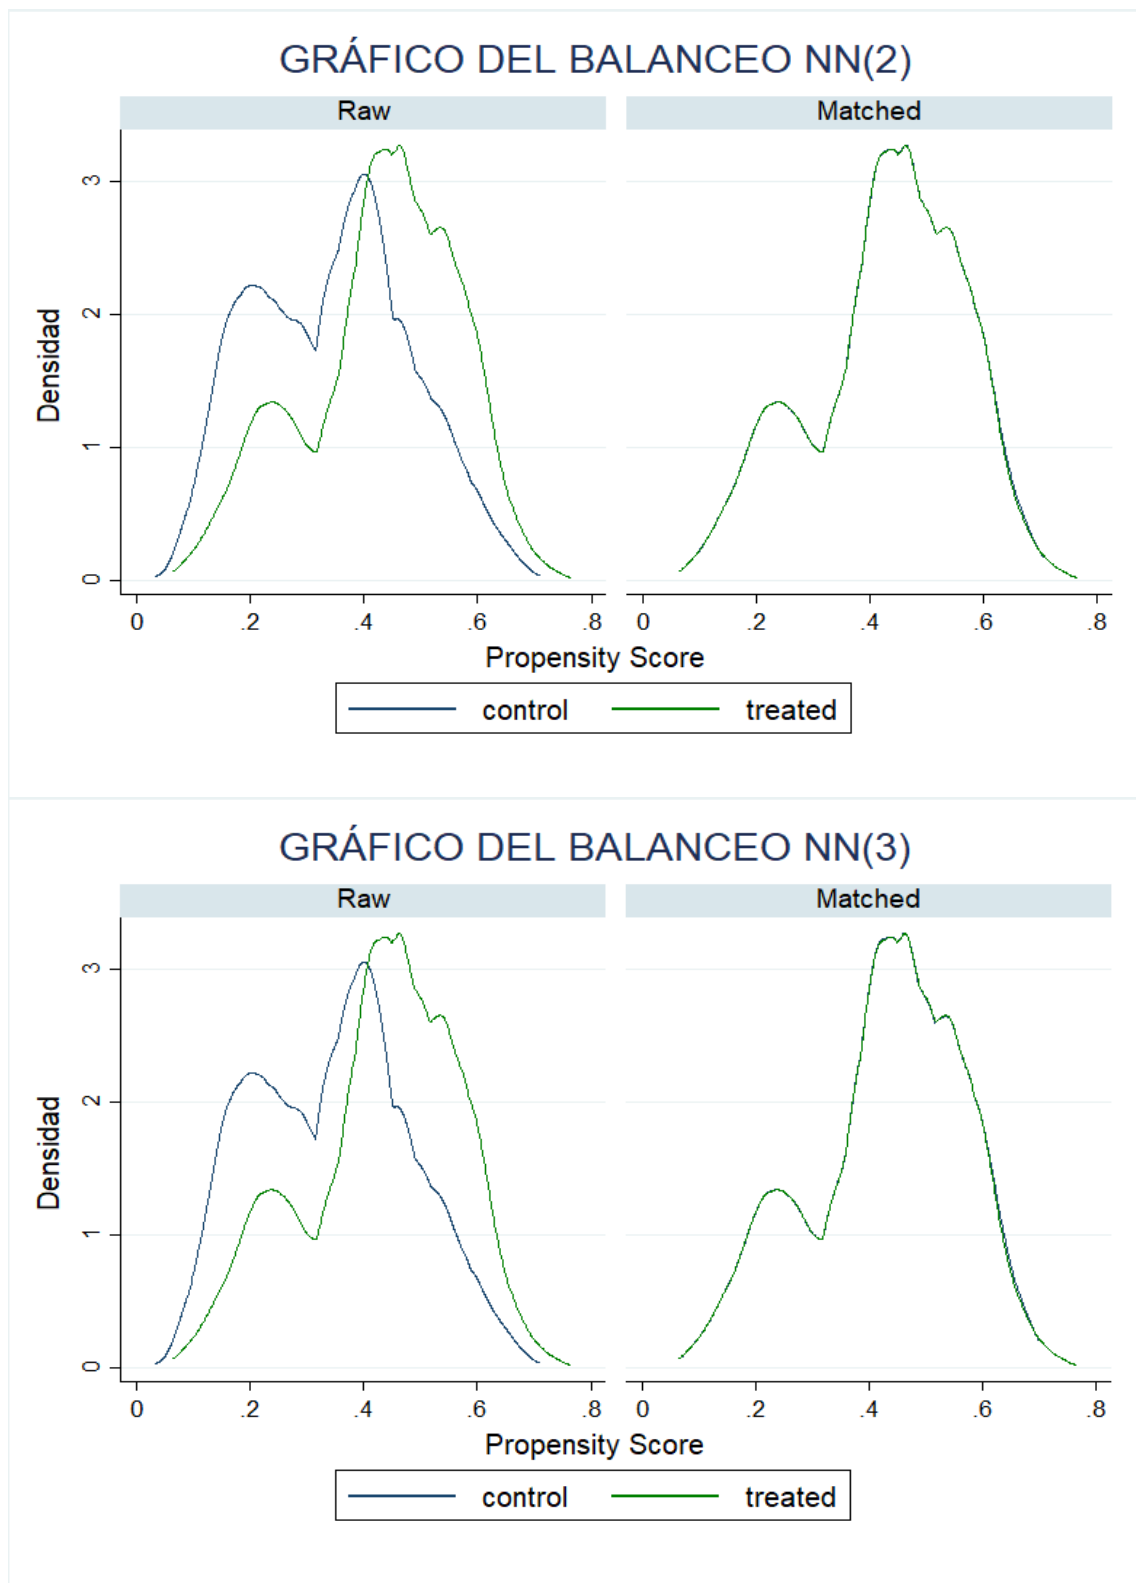 GRÁFICO DEL BALANCEO NN(2)
Raw Matched
Densidad
3
2
1
0
0 .2 .4 .6 .8 0 .2 .4 .6 .8
Propensity Score
control treated
GRÁFICO DEL BALANCEO NN(3)
Raw Matched
Densidad
3
2
1
0
0 .2 .4 .6 .8 0 .2 .4 .6 .8
Propensity Score
control treated